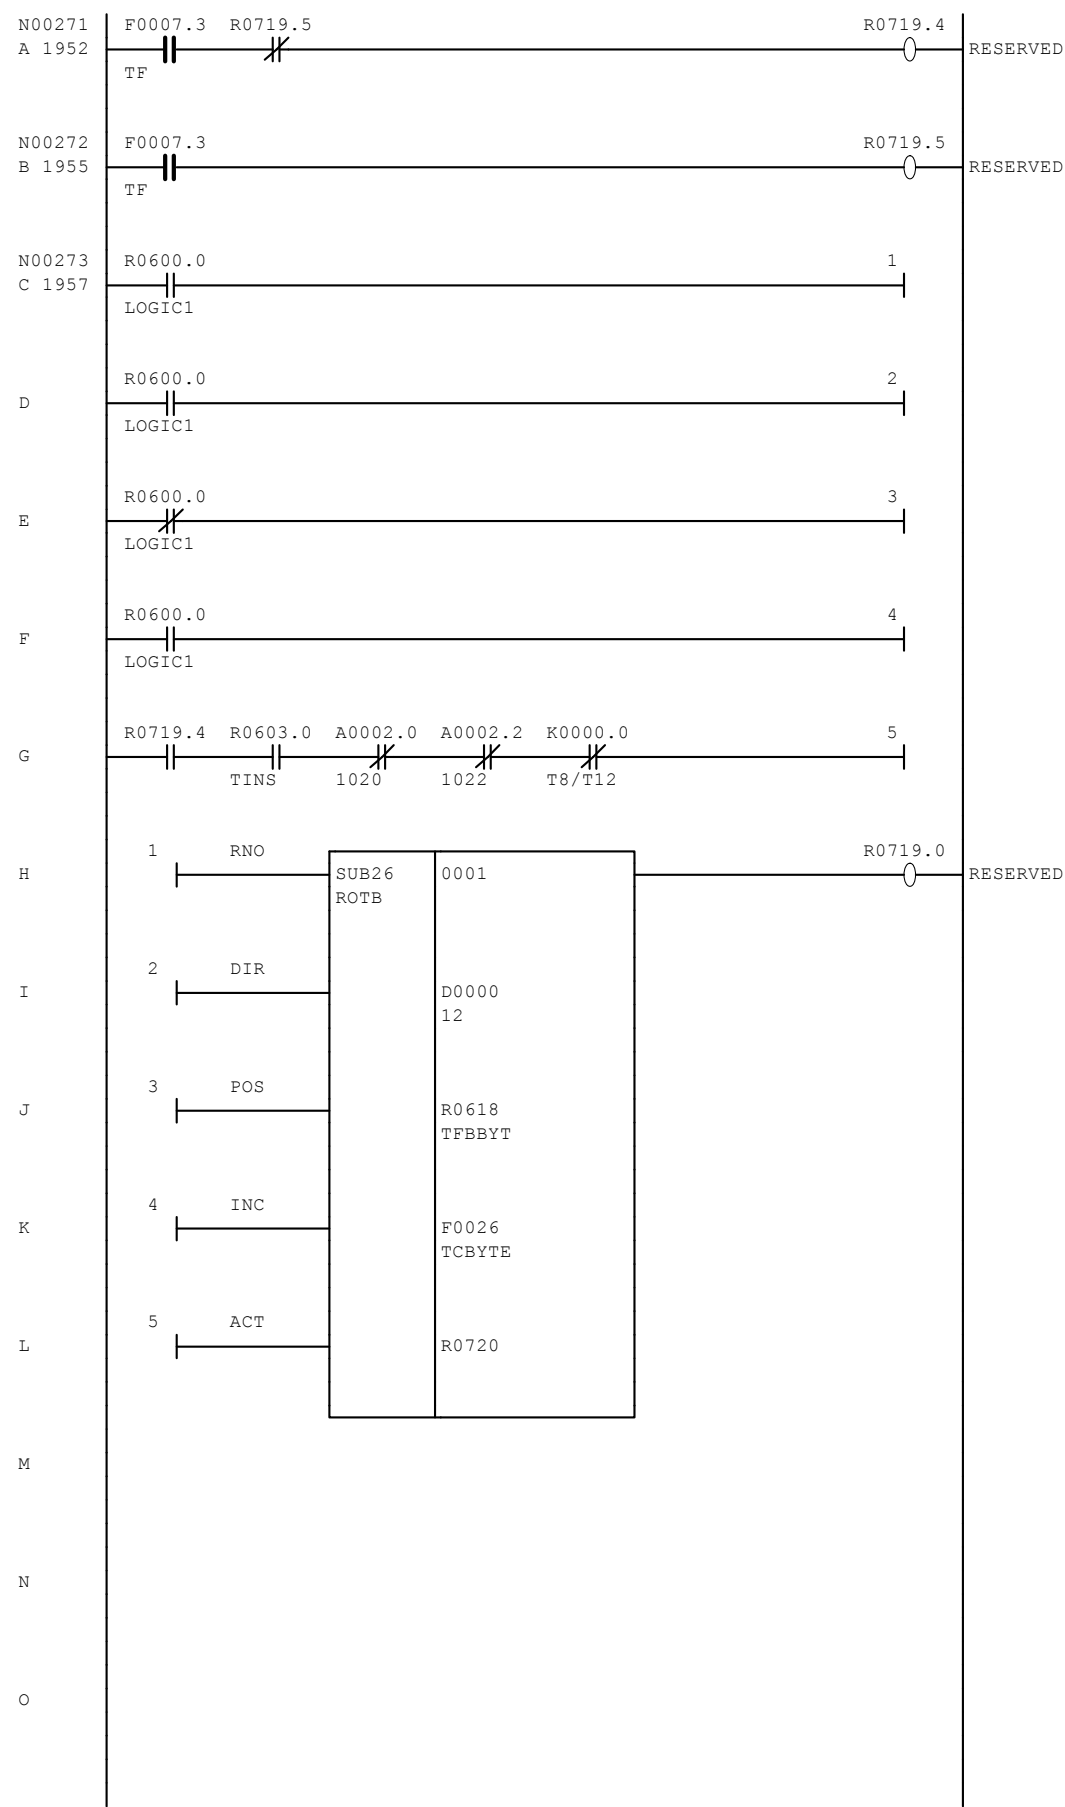 N00271 F0007.3 R0719.5 R0719.4
A 1952 RESERVED
TF
N00272 F0007.3 R0719.5
B 1955 RESERVED
TF
N00273 R0600.0 1
C 1957
LOGIC1
R0600.0 2
D
LOGIC1
R0600.0 3
E
LOGIC1
R0600.0 4
F
LOGIC1
R0719.4 R0603.0 A0002.0 A0002.2 K0000.0 5
G
TINS 1020 1022 T8/T12
1 RNO R0719.0
H SUB26 0001 RESERVED
ROTB
2 DIR
I D0000
12
3 POS
J R0618
TFBBYT
4 INC
K F0026
TCBYTE
5 ACT
L R0720
M
N
O